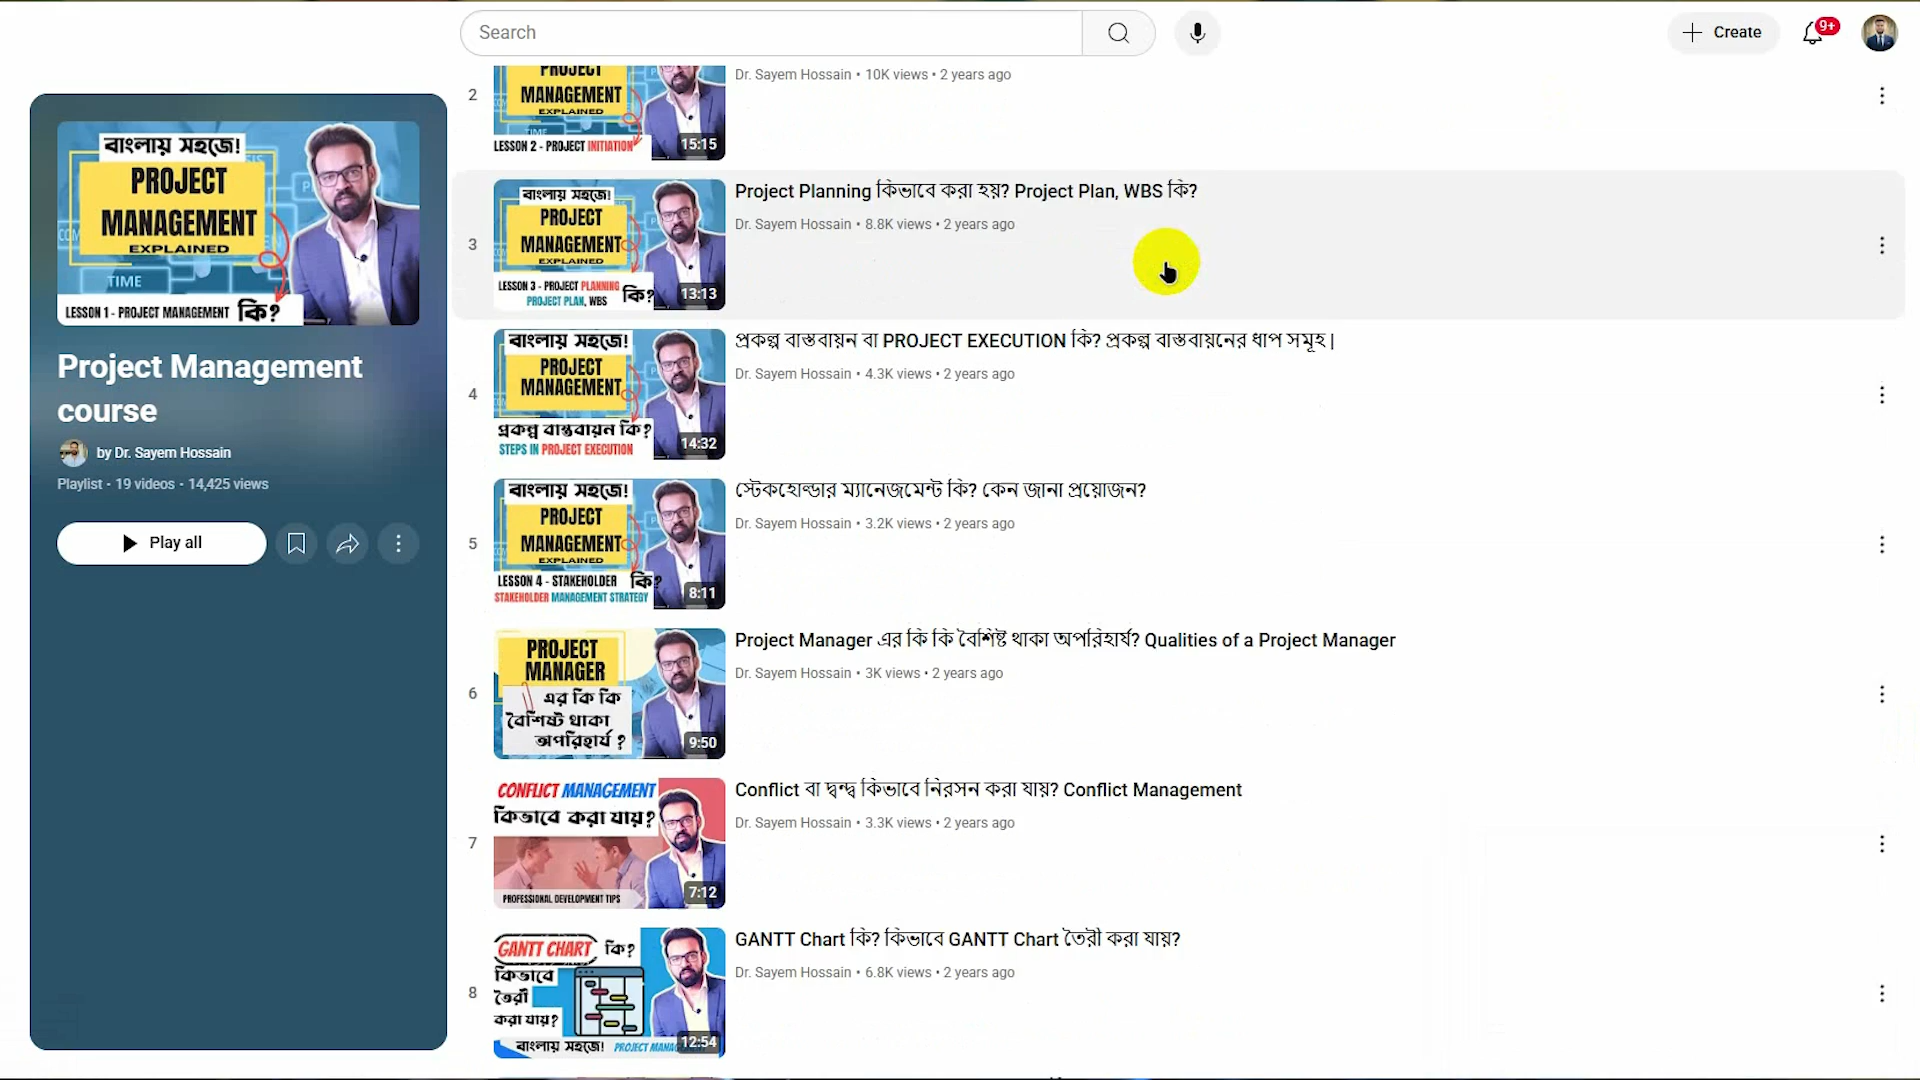 Search
Create
9+
বাংলায় সহজে!
PROJECT
MANAGEMENT
EXPLAINED
TIME
LESSON 1 - PROJECT MANAGEMENT কি?
Project Management
course
by Dr. Sayem Hossain
Playlist • 19 videos • 14,425 views
Play all
2
PROJECT
MANAGEMENT
EXPLAINED
TIME
LESSON 2 - PROJECT INITIATION
15:15
Dr. Sayem Hossain • 10K views • 2 years ago
3
বাংলায় সহজে!
PROJECT
MANAGEMENT
EXPLAINED
LESSON 3 - PROJECT PLANNING
PROJECT PLAN, WBS কি?
13:13
Project Planning কিভাবে করা হয়? Project Plan, WBS কি?
Dr. Sayem Hossain • 8.8K views • 2 years ago
4
বাংলায় সহজে!
PROJECT
MANAGEMENT
প্রকল্প বাস্তবায়ন কি?
STEPS IN PROJECT EXECUTION
14:32
প্রকল্প বাস্তবায়ন বা PROJECT EXECUTION কি? প্রকল্প বাস্তবায়নের ধাপ সমূহ |
Dr. Sayem Hossain • 4.3K views • 2 years ago
5
বাংলায় সহজে!
PROJECT
MANAGEMENT
EXPLAINED
LESSON 4 - STAKEHOLDER কি?
STAKEHOLDER MANAGEMENT STRATEGY
8:11
স্টেকহোল্ডার ম্যানেজমেন্ট কি? কেন জানা প্রয়োজন?
Dr. Sayem Hossain • 3.2K views • 2 years ago
6
PROJECT
MANAGER
এর কি কি
বৈশিষ্ট থাকা
অপরিহার্য ?
9:50
Project Manager এর কি কি বৈশিষ্ট থাকা অপরিহার্য? Qualities of a Project Manager
Dr. Sayem Hossain • 3K views • 2 years ago
7
CONFLICT MANAGEMENT
কিভাবে করা যায়?
PROFESSIONAL DEVELOPMENT TIPS
7:12
Conflict বা দ্বন্দ্ব কিভাবে নিরসন করা যায়? Conflict Management
Dr. Sayem Hossain • 3.3K views • 2 years ago
8
GANTT CHART কি?
কিভাবে
তৈরী
করা যায়?
বাংলায় সহজে! PROJECT
12:54
GANTT Chart কি? কিভাবে GANTT Chart তৈরী করা যায়?
Dr. Sayem Hossain • 6.8K views • 2 years ago